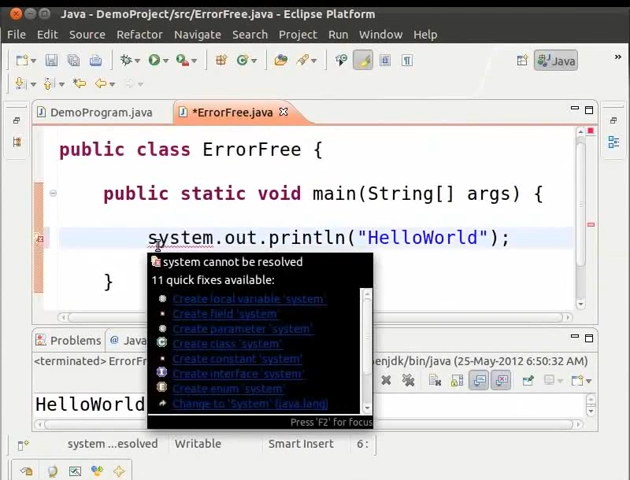 Java - DemoProject/src/ErrorFree.java - Eclipse Platform
File Edit Source Refactor Navigate Search Project Run Window Help
Java »
DemoProgram.java *ErrorFree.java
public class ErrorFree {
public static void main(String[] args) {
system.out.println("HelloWorld");
}
system cannot be resolved
11 quick fixes available:
Create local variable 'system'
Create field 'system'
Create parameter 'system'
Create class 'system'
Create constant 'system'
Create interface 'system'
Create enum 'system'
Change to 'System' (java.lang)
Press 'F2' for focus
Problems Java
<terminated> ErrorFr enjdk/bin/java (25-May-2012 6:50:32 AM)
HelloWorld
system ...esolved Writable Smart Insert 6 :